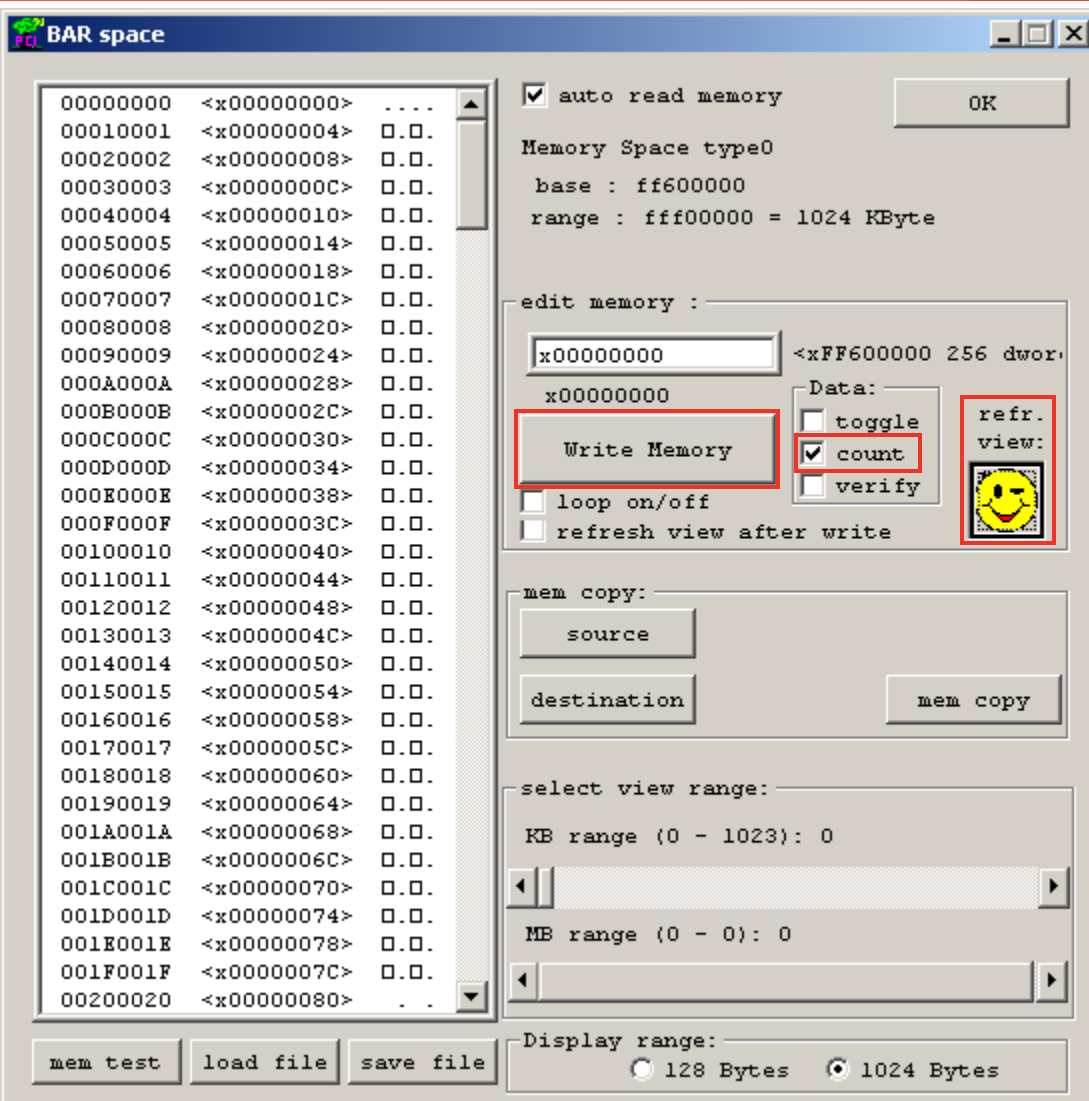 BAR space
00000000 <x00000000> ....
00010001 <x00000004> □.□.
00020002 <x00000008> □.□.
00030003 <x0000000C> □.□.
00040004 <x00000010> □.□.
00050005 <x00000014> □.□.
00060006 <x00000018> □.□.
00070007 <x0000001C> □.□.
00080008 <x00000020> □.□.
00090009 <x00000024> □.□.
000A000A <x00000028> □.□.
000B000B <x0000002C> □.□.
000C000C <x00000030> □.□.
000D000D <x00000034> □.□.
000E000E <x00000038> □.□.
000F000F <x0000003C> □.□.
00100010 <x00000040> □.□.
00110011 <x00000044> □.□.
00120012 <x00000048> □.□.
00130013 <x0000004C> □.□.
00140014 <x00000050> □.□.
00150015 <x00000054> □.□.
00160016 <x00000058> □.□.
00170017 <x0000005C> □.□.
00180018 <x00000060> □.□.
00190019 <x00000064> □.□.
001A001A <x00000068> □.□.
001B001B <x0000006C> □.□.
001C001C <x00000070> □.□.
001D001D <x00000074> □.□.
001E001E <x00000078> □.□.
001F001F <x0000007C> □.□.
00200020 <x00000080> . .
mem test load file save file
auto read memory
OK
Memory Space type0
base : ff600000
range : fff00000 = 1024 KByte
edit memory :
x00000000 <xFF600000 256 dwor
x00000000
Write Memory
Data:
toggle
count
verify
refr.
view:
loop on/off
refresh view after write
mem copy:
source
destination
mem copy
select view range:
KB range (0 - 1023): 0
MB range (0 - 0): 0
Display range:
128 Bytes 1024 Bytes